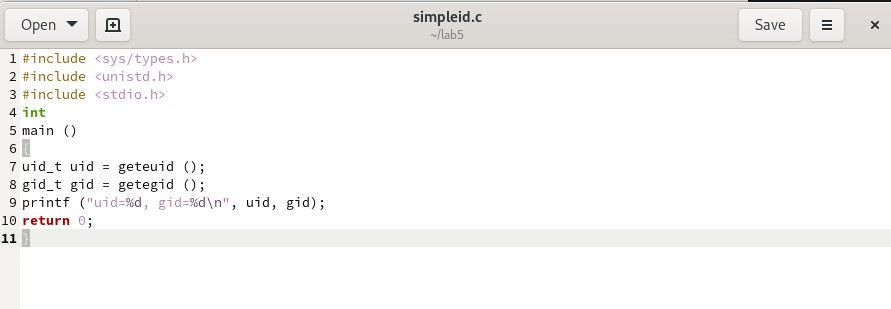 Open
simpleid.c
~/lab5
Save
1 #include <sys/types.h>
2 #include <unistd.h>
3 #include <stdio.h>
4 int
5 main ()
6 {
7 uid_t uid = geteuid ();
8 gid_t gid = getegid ();
9 printf ("uid=%d, gid=%d\n", uid, gid);
10 return 0;
11 }